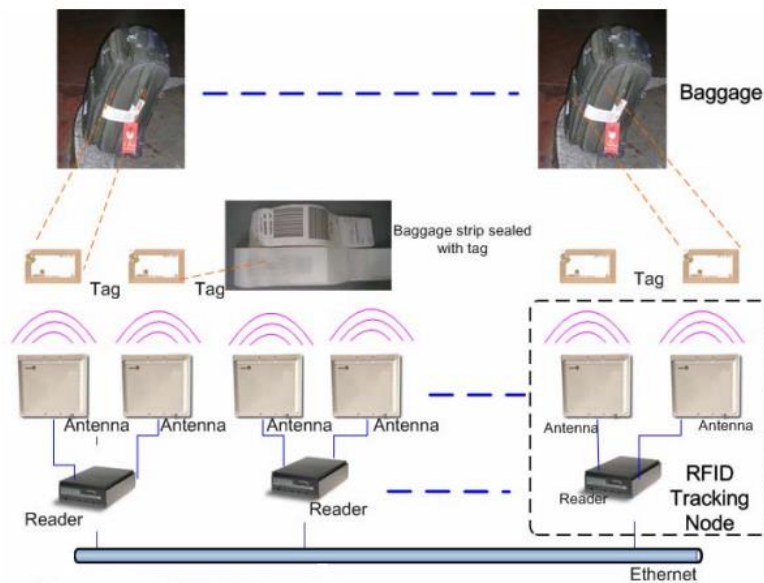 Baggage
Baggage strip sealed
with tag
Tag
Tag
Tag
Antenna
Antenna
Antenna
Antenna
Antenna
Antenna
Reader
Reader
Reader
RFID
Tracking
Node
Ethernet